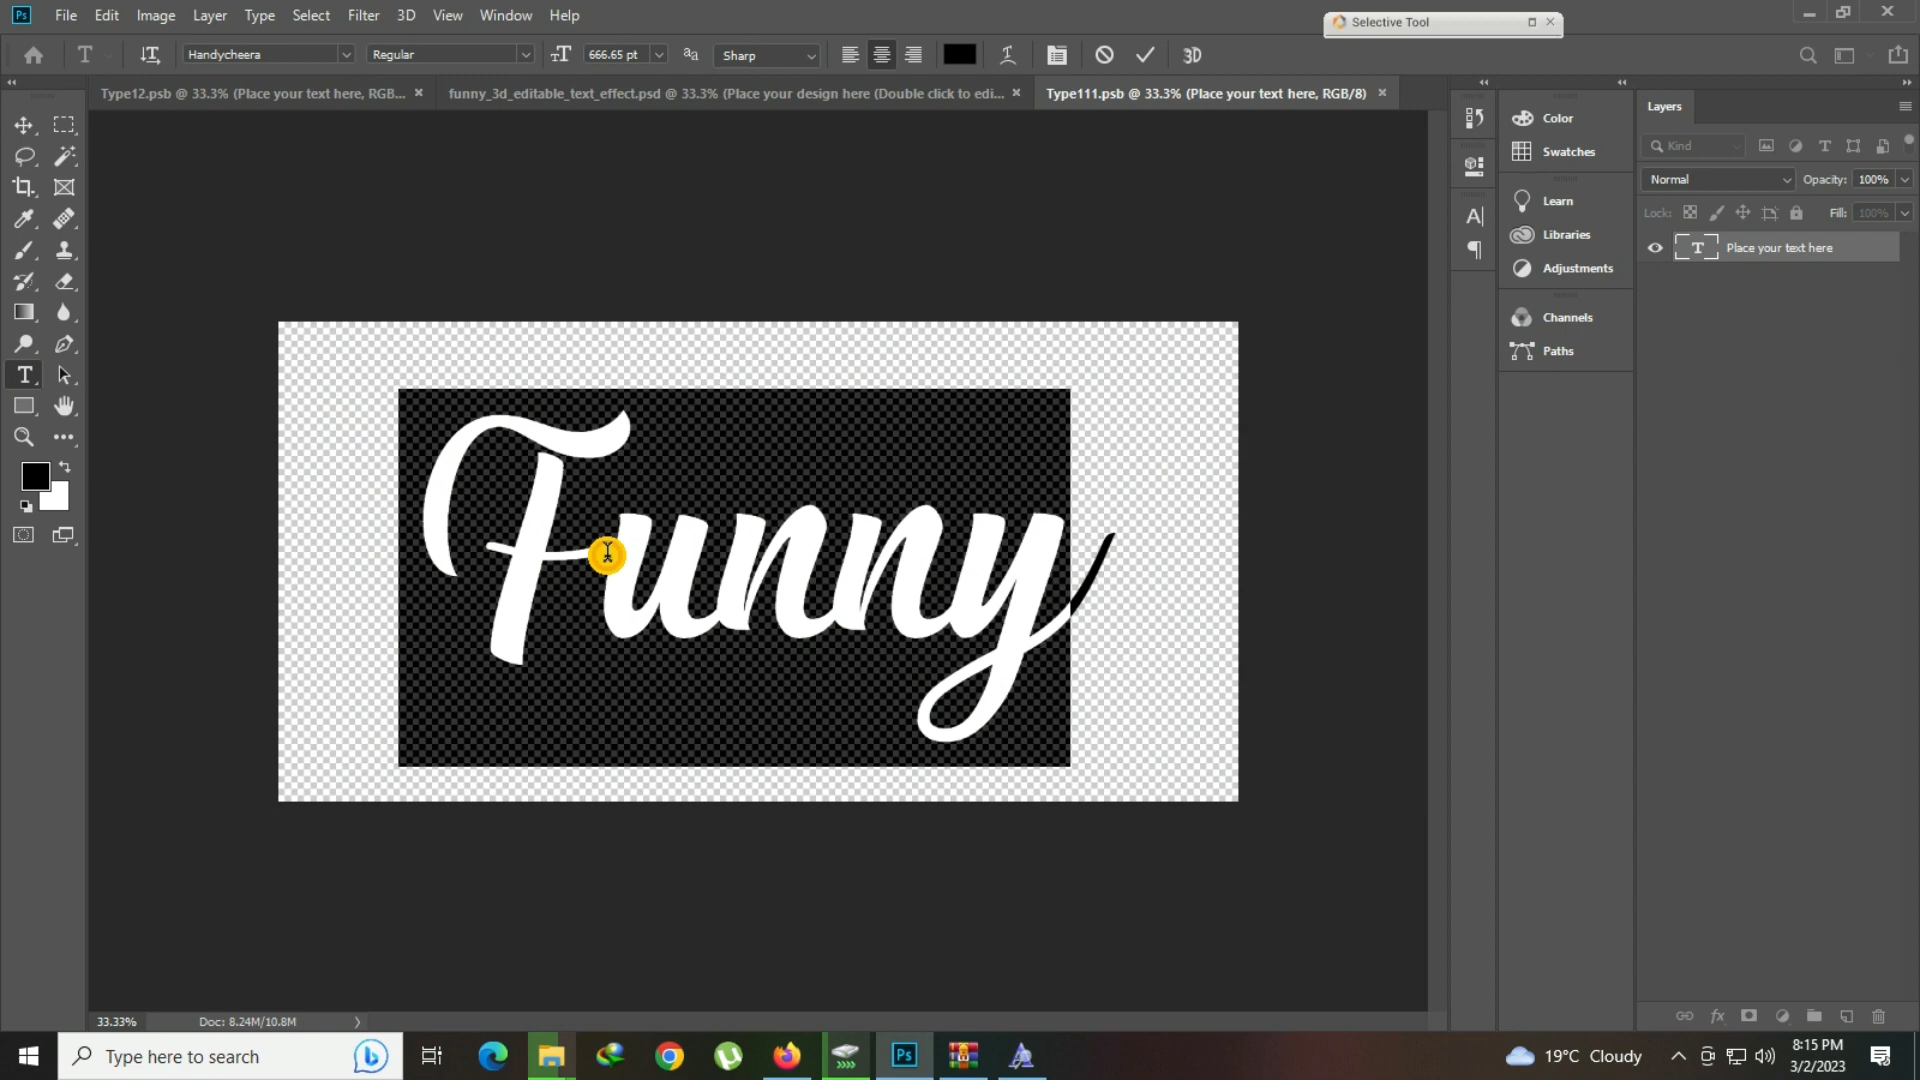 Ps File Edit Image Layer Type Select Filter 3D View Window Help
Selective Tool
T Handycheera Regular 666.65 pt Sharp 3D
Type12.psb @ 33.3% (Place your text here, RGB... × funny_3d_editable_text_effect.psd @ 33.3% (Place your design here (Double click to edi... × Type111.psb @ 33.3% (Place your text here, RGB/8) ×
Layers
Color
Kind
Swatches
Normal Opacity: 100%
Learn
Lock: Fill: 100%
Libraries
T Place your text here
Adjustments
Channels
Paths
Funny
33.33% Doc: 8.24M/10.8M
Type here to search
Ps
19°C Cloudy
8:15 PM
3/2/2023